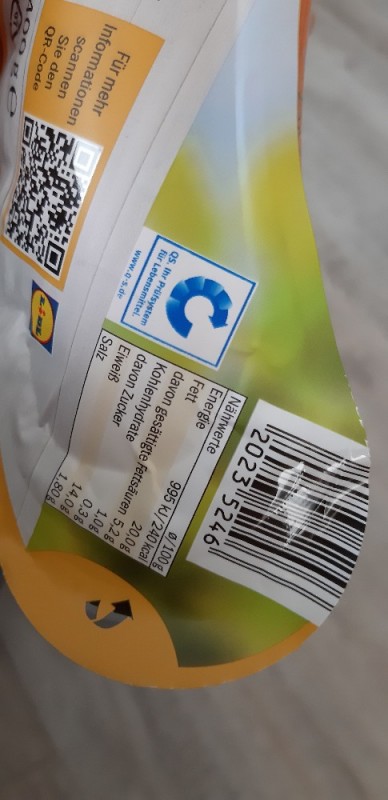 400 g ℮
Für mehr
Informationen
scannen
Sie den
QR-Code
LIDL
QS. Ihr Prüfsystem
für Lebensmittel.
www.q-s.de
2023 5246
Nährwerte ø/100g
Energie 995 kJ/240 kcal
Fett 20,0g
davon gesättigte Fettsäuren 5,2g
Kohlenhydrate 1,0g
davon Zucker 0,3g
Eiweiß 14,0g
Salz 1,80g